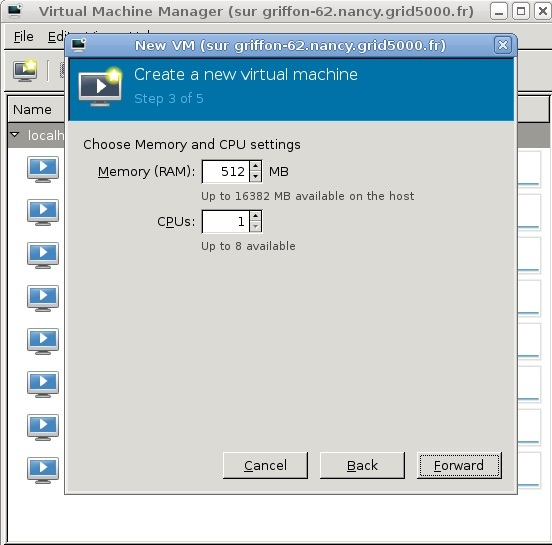 Virtual Machine Manager (sur griffon-62.nancy.grid5000.fr)
File
New VM (sur griffon-62.nancy.grid5000.fr)
Create a new virtual machine
Step 3 of 5
Name
localh
Choose Memory and CPU settings
Memory (RAM): 512 MB
Up to 16382 MB available on the host
CPUs: 1
Up to 8 available
Cancel Back Forward